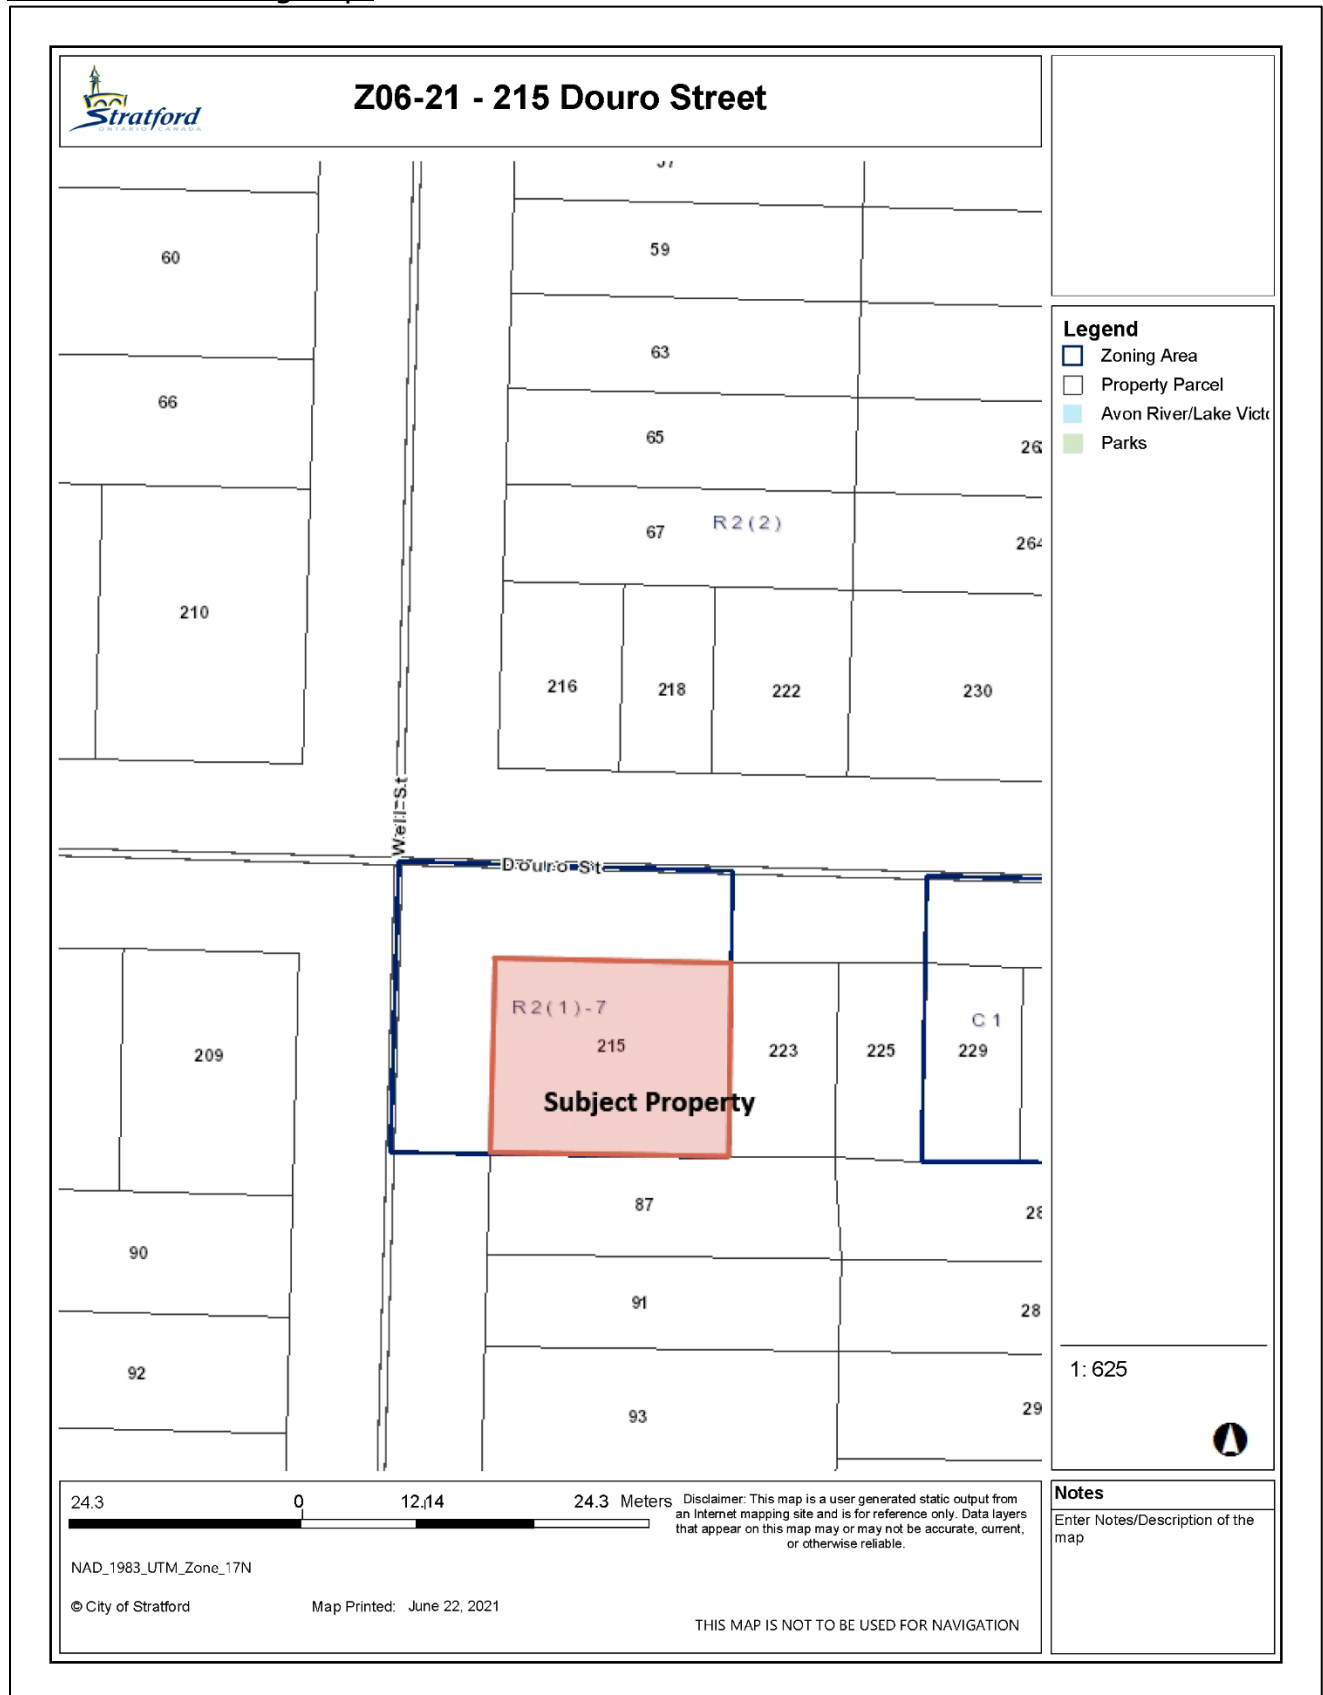 Stratford
ONTARIO CANADA
Z06-21 - 215 Douro Street
59
60
63
66
65
67
R2(2)
210
216
218
222
230
Well St
Douro St
R2(1)-7
215
Subject Property
209
223
225
C1
229
87
90
91
92
93
Legend
Zoning Area
Property Parcel
Avon River/Lake Victo
Parks
1: 625
24.3
0
12.14
24.3 Meters
Disclaimer: This map is a user generated static output from
an Internet mapping site and is for reference only. Data layers
that appear on this map may or may not be accurate, current,
or otherwise reliable.
NAD_1983_UTM_Zone_17N
© City of Stratford
Map Printed: June 22, 2021
THIS MAP IS NOT TO BE USED FOR NAVIGATION
Notes
Enter Notes/Description of the
map